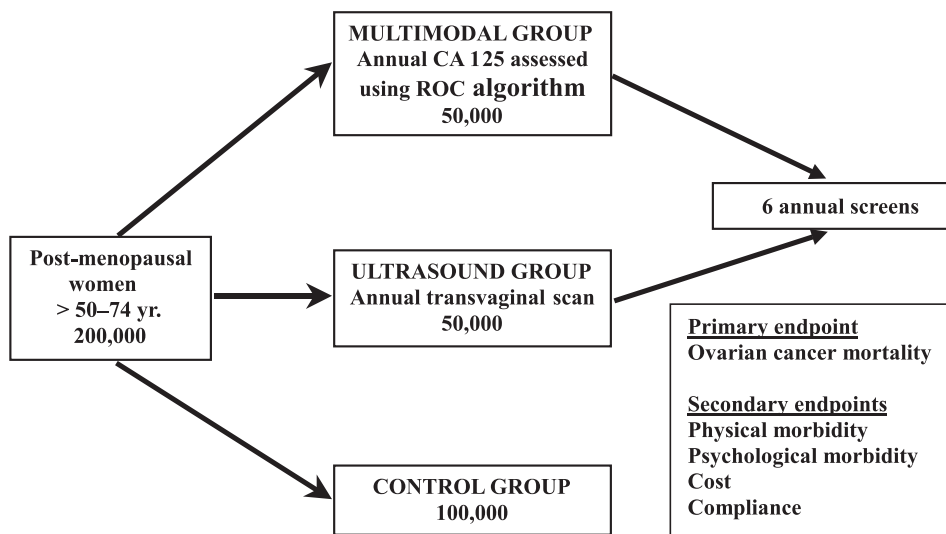 MULTIMODAL GROUP
Annual CA 125 assessed
using ROC algorithm
50,000
6 annual screens
Post-menopausal
women
> 50–74 yr.
200,000
ULTRASOUND GROUP
Annual transvaginal scan
50,000
Primary endpoint
Ovarian cancer mortality
Secondary endpoints
Physical morbidity
Psychological morbidity
Cost
Compliance
CONTROL GROUP
100,000